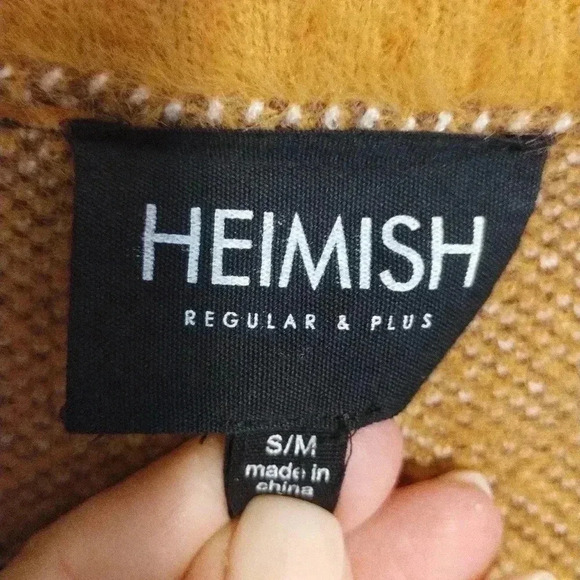 HEIMISH
REGULAR & PLUS
S/M
made in
china